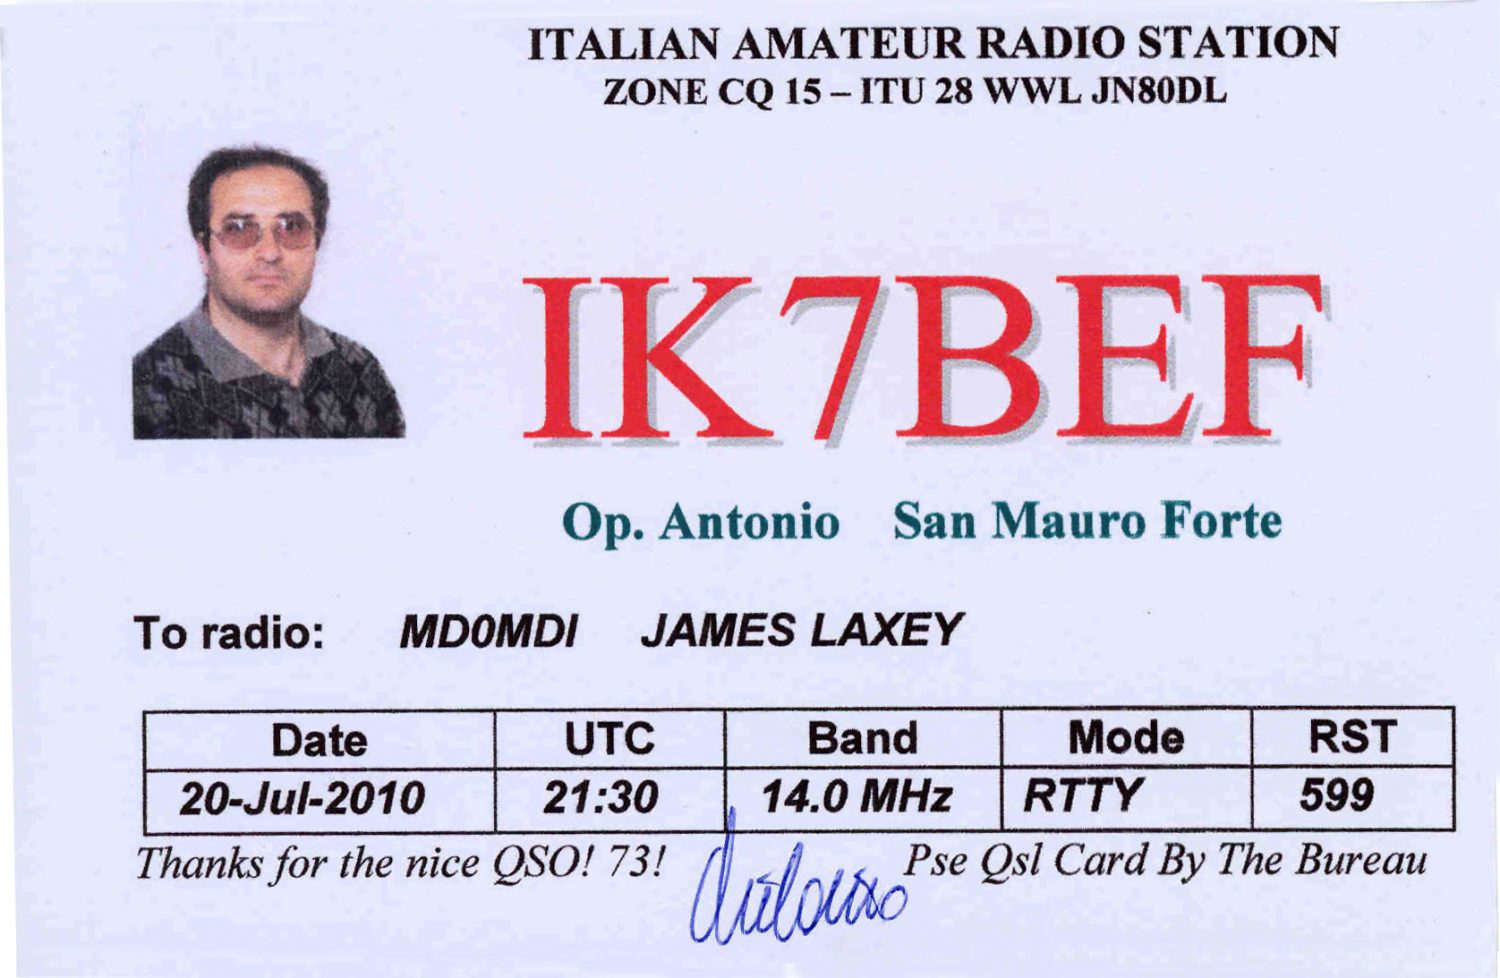 ITALIAN AMATEUR RADIO STATION
ZONE CQ 15 – ITU 28 WWL JN80DL
IK7BEF
Op. Antonio San Mauro Forte
To radio: MD0MDI JAMES LAXEY
Date UTC Band Mode RST
20-Jul-2010 21:30 14.0 MHz RTTY 599
Thanks for the nice QSO! 73! Pse Qsl Card By The Bureau
Antonio